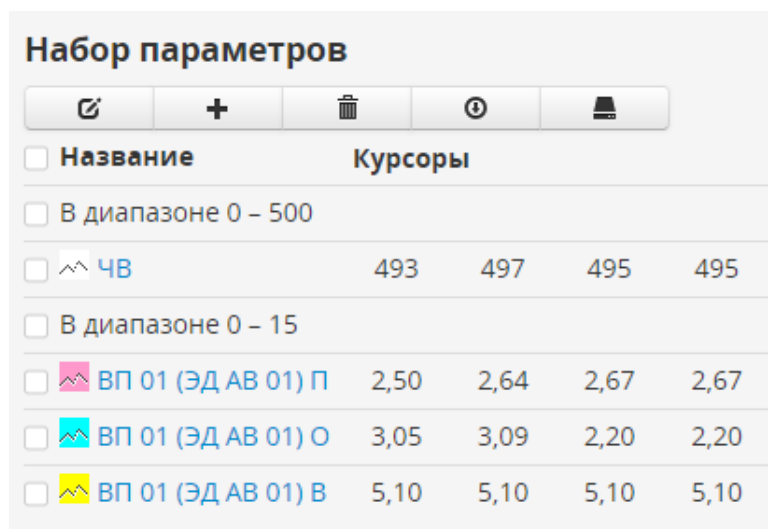 Набор параметров
Название Курсоры
В диапазоне 0 – 500
ЧВ 493 497 495 495
В диапазоне 0 – 15
ВП 01 (ЭД АВ 01) П 2,50 2,64 2,67 2,67
ВП 01 (ЭД АВ 01) О 3,05 3,09 2,20 2,20
ВП 01 (ЭД АВ 01) В 5,10 5,10 5,10 5,10